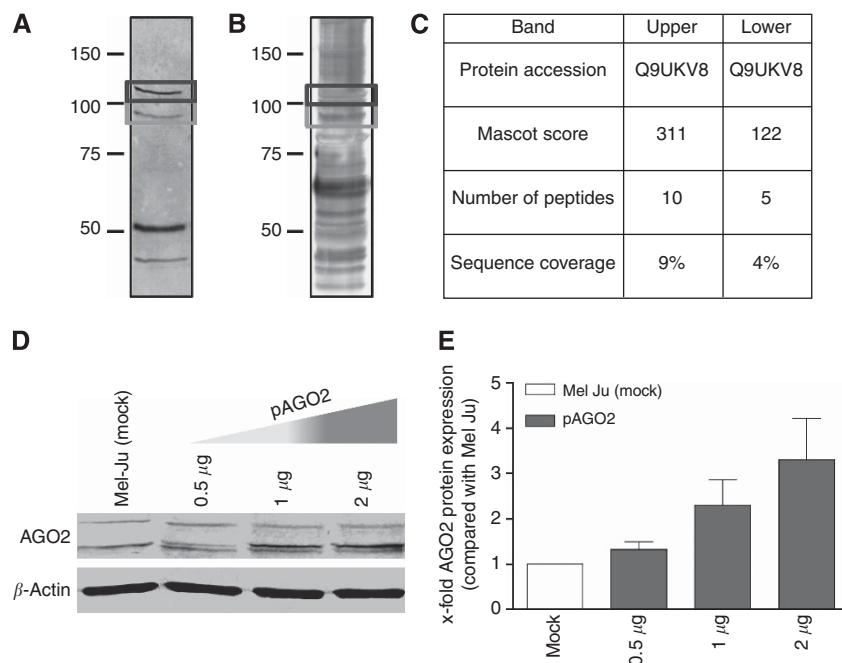 A
150
100
75
50
B
150
100
75
50
C
Band Upper Lower
Protein accession Q9UKV8 Q9UKV8
Mascot score 311 122
Number of peptides 10 5
Sequence coverage 9% 4%
D
pAGO2
Mel-Ju (mock)
0.5 µg
1 µg
2 µg
AGO2
β-Actin
E
x-fold AGO2 protein expression
(compared with Mel Ju)
5
4
3
2
1
0
Mel Ju (mock)
pAGO2
Mock
0.5 µg
1 µg
2 µg